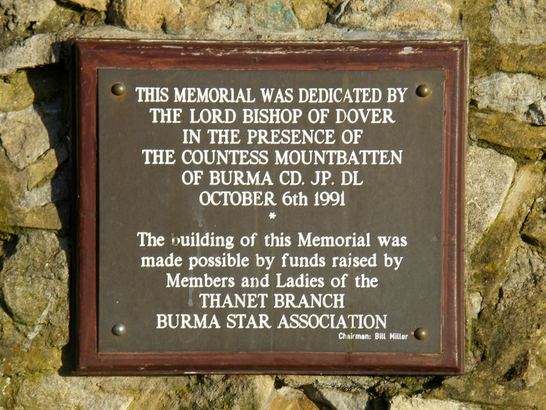 THIS MEMORIAL WAS DEDICATED BY
THE LORD BISHOP OF DOVER
IN THE PRESENCE OF
THE COUNTESS MOUNTBATTEN
OF BURMA CD. JP. DL
OCTOBER 6th 1991
*
The building of this Memorial was
made possible by funds raised by
Members and Ladies of the
THANET BRANCH
BURMA STAR ASSOCIATION
Chairman: Bill Miller